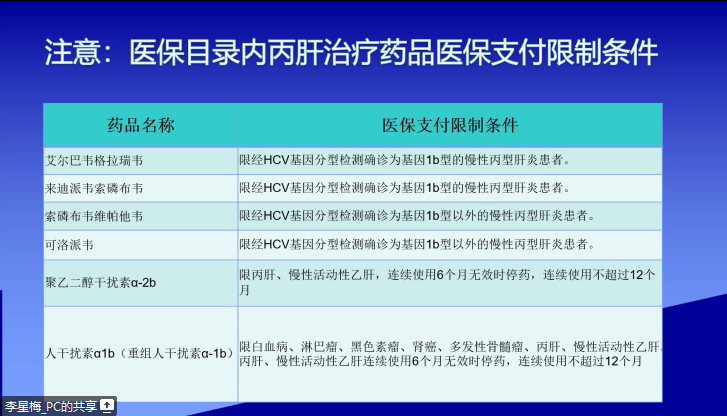 注意：医保目录内丙肝治疗药品医保支付限制条件
药品名称 医保支付限制条件
艾尔巴韦格拉瑞韦 限经HCV基因分型检测确诊为基因1b型的慢性丙型肝炎患者。
来迪派韦索磷布韦 限经HCV基因分型检测确诊为基因1b型的慢性丙型肝炎患者。
索磷布韦维帕他韦 限经HCV基因分型检测确诊为基因1b型以外的慢性丙型肝炎患者。
可洛派韦 限经HCV基因分型检测确诊为基因1b型以外的慢性丙型肝炎患者。
聚乙二醇干扰素α-2b 限丙肝、慢性活动性乙肝，连续使用6个月无效时停药，连续使用不超过12个
月
人干扰素α1b（重组人干扰素α-1b） 限白血病、淋巴瘤、黑色素瘤、肾癌、多发性骨髓瘤、丙肝、慢性活动性乙肝.
丙肝、慢性活动性乙肝连续使用6个月无效时停药，连续使用不超过12个月
李星梅_PC的共享